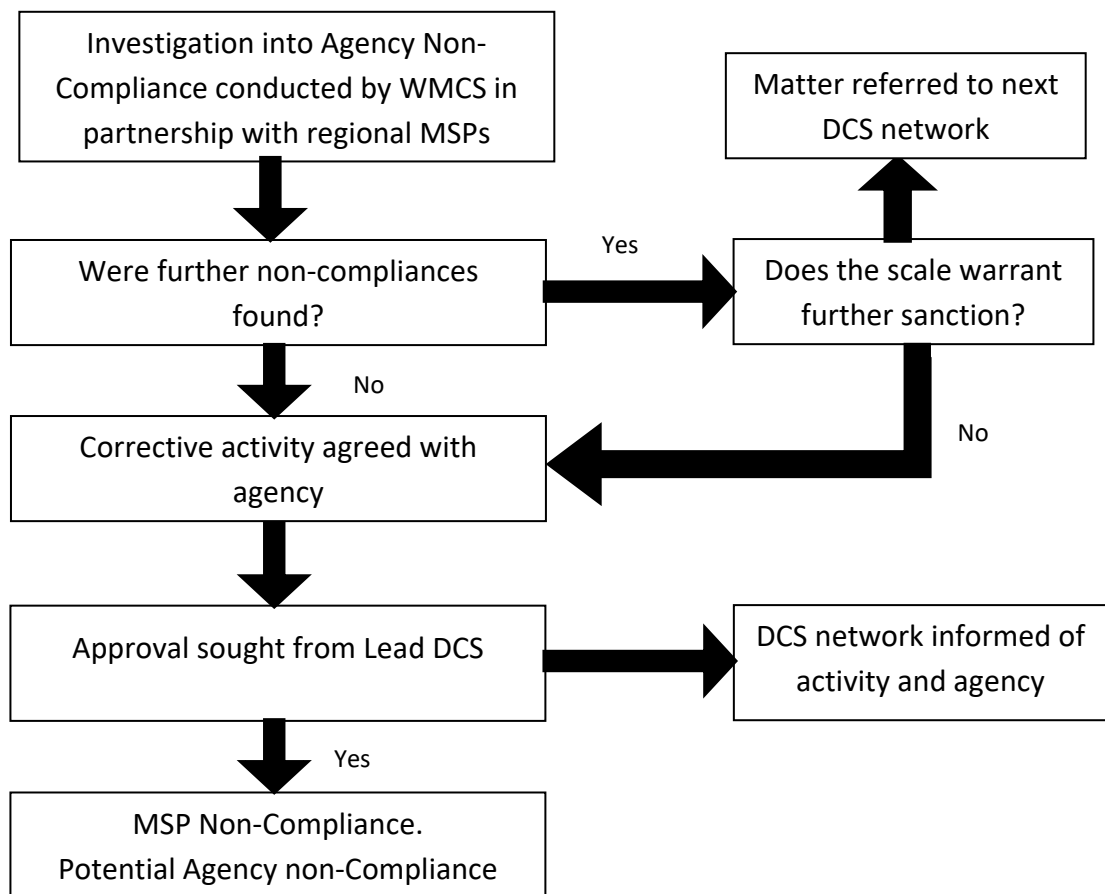 Investigation into Agency Non-
Compliance conducted by WMCS in
partnership with regional MSPs
Matter referred to next
DCS network
Yes
Were further non-compliances
found?
Does the scale warrant
further sanction?
No
No
Corrective activity agreed with
agency
Approval sought from Lead DCS
DCS network informed of
activity and agency
Yes
MSP Non-Compliance.
Potential Agency non-Compliance